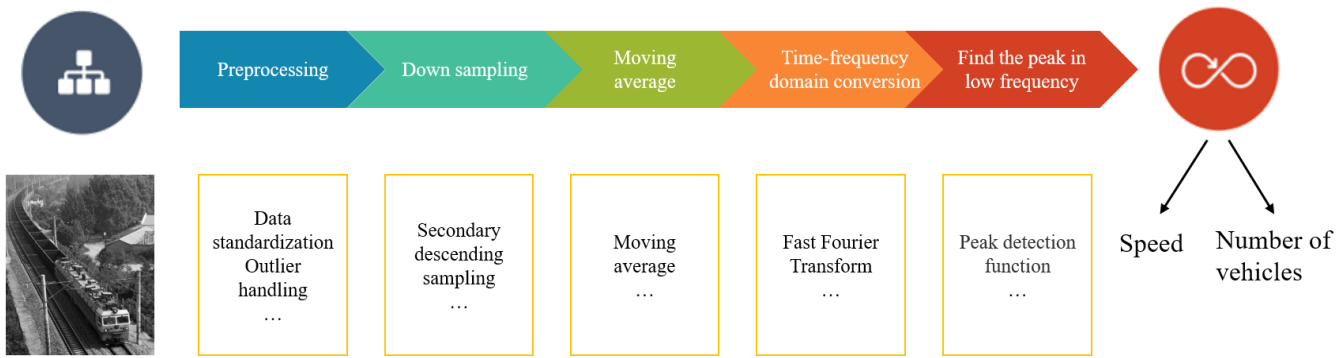 Preprocessing
Down sampling
Moving
average
Time-frequency
domain conversion
Find the peak in
low frequency
Data
standardization
Outlier
handling
…
Secondary
descending
sampling
…
Moving
average
…
Fast Fourier
Transform
…
Peak detection
function
…
Speed
Number of
vehicles